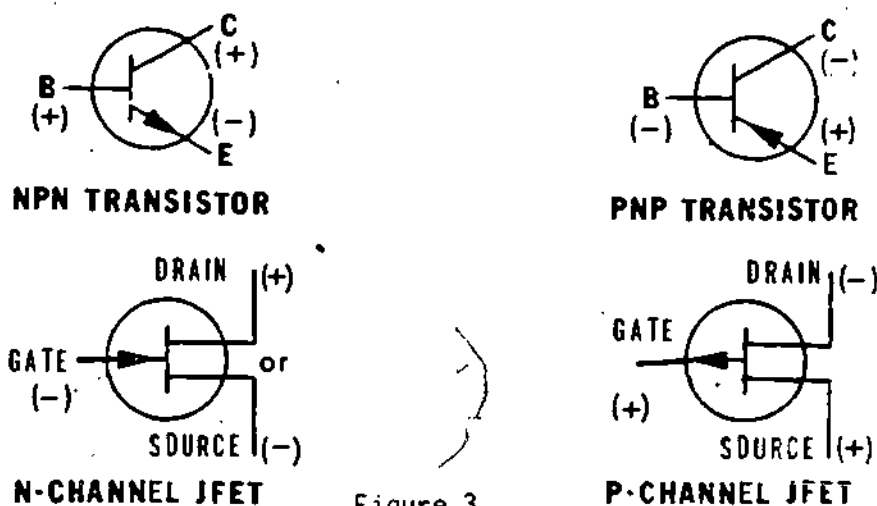 C
(+)
B
(+)
(-)
E
NPN TRANSISTOR
C
(-)
B
(-)
(+)
E
PNP TRANSISTOR
DRAIN (+)
GATE
(-)
or
SOURCE (-)
N-CHANNEL JFET
DRAIN (-)
GATE
(+)
SOURCE (+)
P-CHANNEL JFET
Figure 3